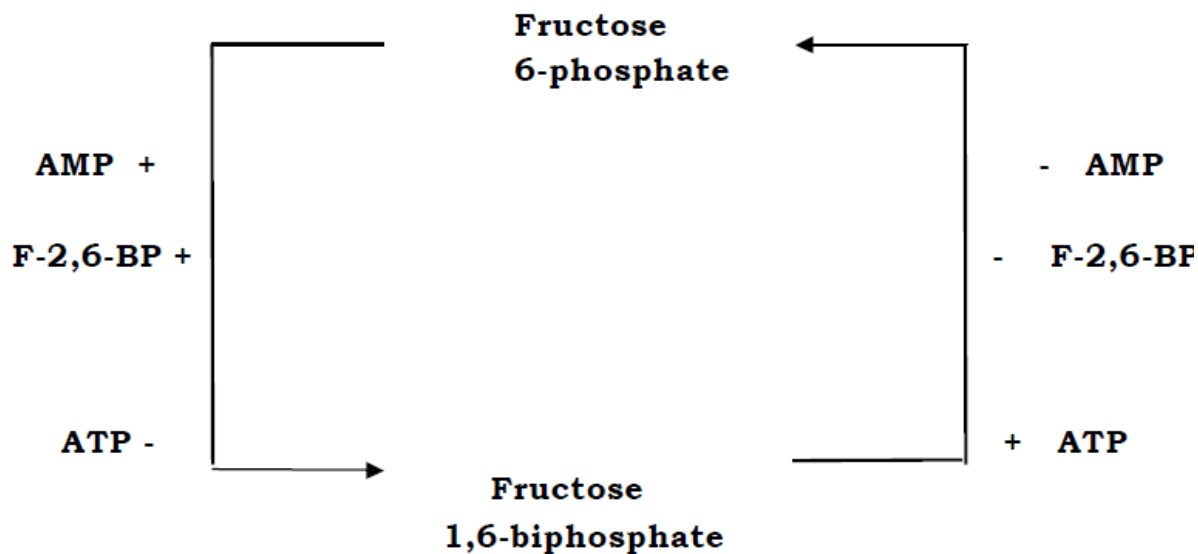 Fructose
6-phosphate
AMP +
- AMP
F-2,6-BP +
- F-2,6-BP
ATP -
+ ATP
Fructose
1,6-biphosphate